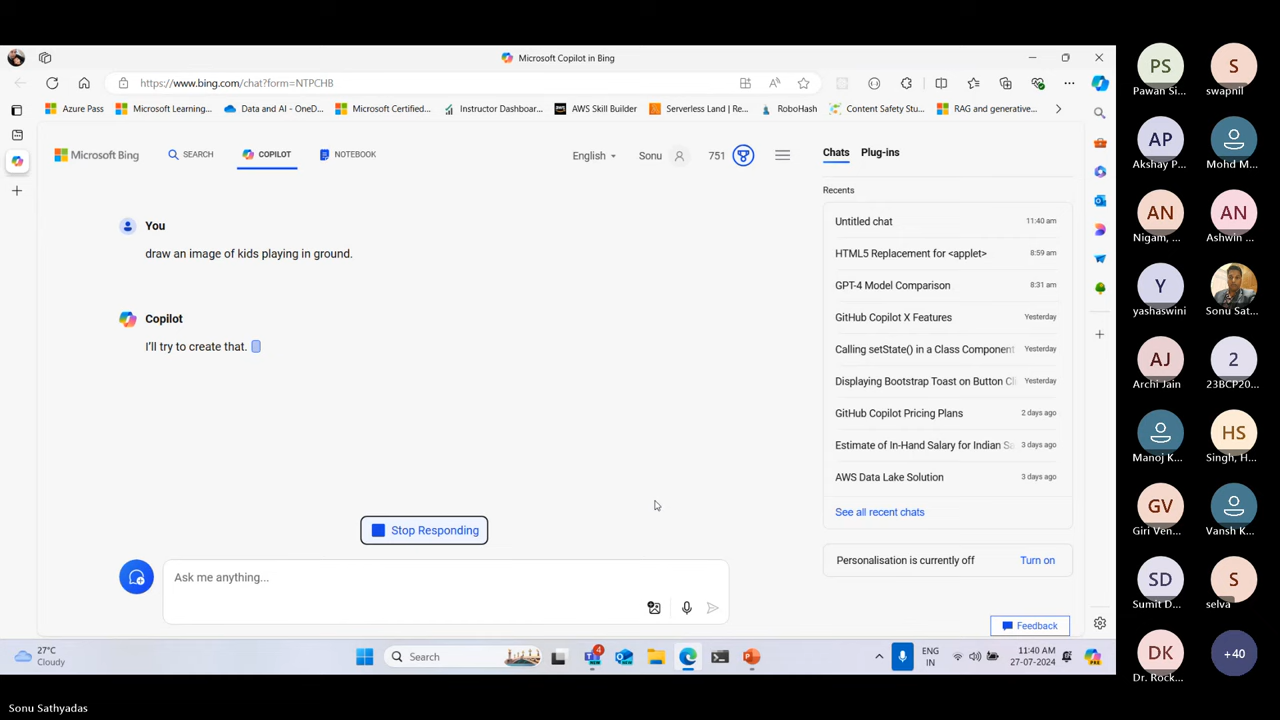 Microsoft Copilot in Bing
https://www.bing.com/chat?form=NTPCHB
Azure Pass
Microsoft Learning...
Data and AI - OneD...
Microsoft Certified...
Instructor Dashboar...
AWS Skill Builder
Serverless Land | Re...
RoboHash
Content Safety Stu...
RAG and generative...
Microsoft Bing
SEARCH
COPILOT
NOTEBOOK
English
Sonu
751
You
draw an image of kids playing in ground.
Copilot
I'll try to create that.
Stop Responding
Ask me anything...
Chats
Plug-ins
Recents
Untitled chat
11:40 am
HTML5 Replacement for <applet>
8:59 am
GPT-4 Model Comparison
8:31 am
GitHub Copilot X Features
Yesterday
Calling setState() in a Class Component
Yesterday
Displaying Bootstrap Toast on Button Cli
Yesterday
GitHub Copilot Pricing Plans
2 days ago
Estimate of In-Hand Salary for Indian Sa
3 days ago
AWS Data Lake Solution
3 days ago
See all recent chats
Personalisation is currently off
Turn on
Feedback
27°C
Cloudy
Search
4
ENG
IN
11:40 AM
27-07-2024
PS
Pawan Si...
S
swapnil
AP
Akshay P...
Mohd M...
AN
Nigam, ...
AN
Ashwin ...
Y
yashaswini
Sonu Sat...
AJ
Archi Jain
2
23BCP20...
Manoj K...
HS
Singh, H...
GV
Giri Ven...
Vansh K...
SD
Sumit D...
S
selva
DK
Dr. Rock...
+40
Sonu Sathyadas